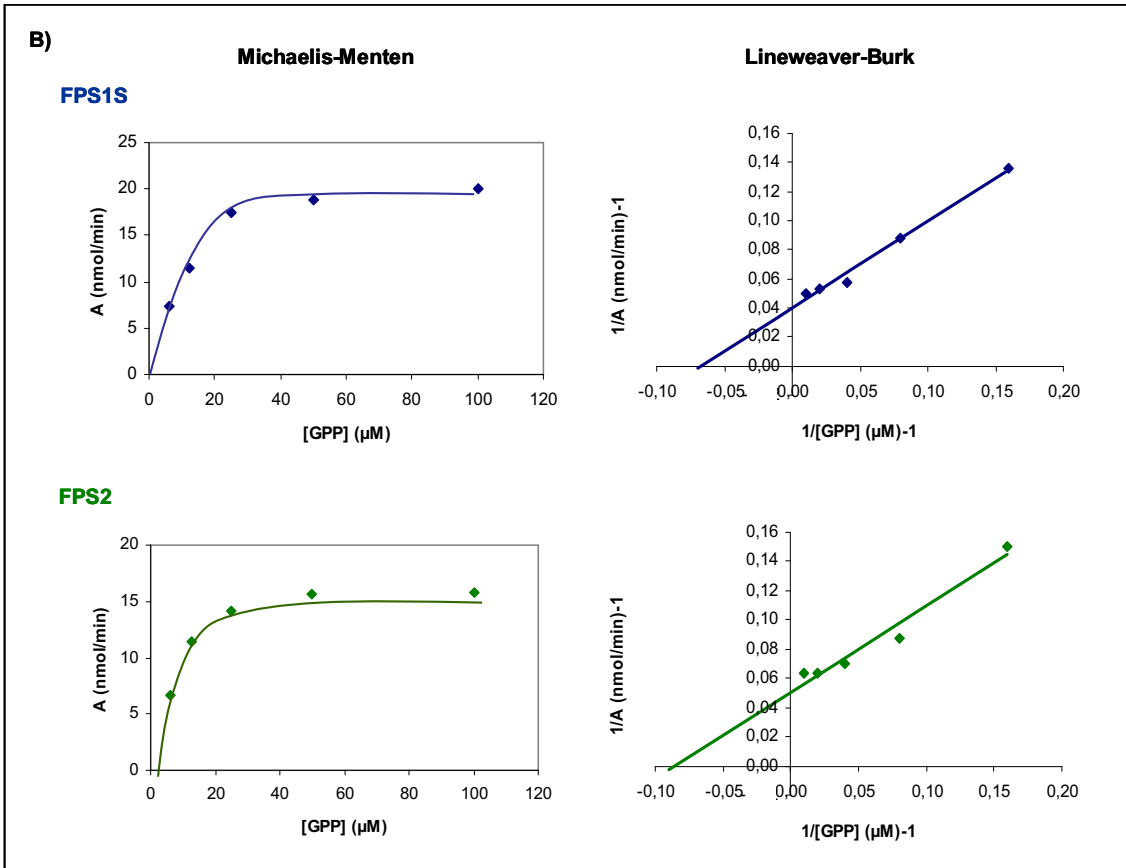 B)
Michaelis-Menten
Lineweaver-Burk
FPS1S
A (nmol/min)
25
20
15
10
5
0
0 20 40 60 80 100 120
[GPP] (µM)
1/A (nmol/min)-1
0,16
0,14
0,12
0,10
0,08
0,06
0,04
0,02
0,00
-0,10 -0,05 0,00 0,05 0,10 0,15 0,20
1/[GPP] (µM)-1
FPS2
A (nmol/min)
20
15
10
5
0
0 20 40 60 80 100 120
[GPP] (µM)
1/A (nmol/min)-1
0,16
0,14
0,12
0,10
0,08
0,06
0,04
0,02
0,00
-0,10 -0,05 0,00 0,05 0,10 0,15 0,20
1/[GPP] (µM)-1